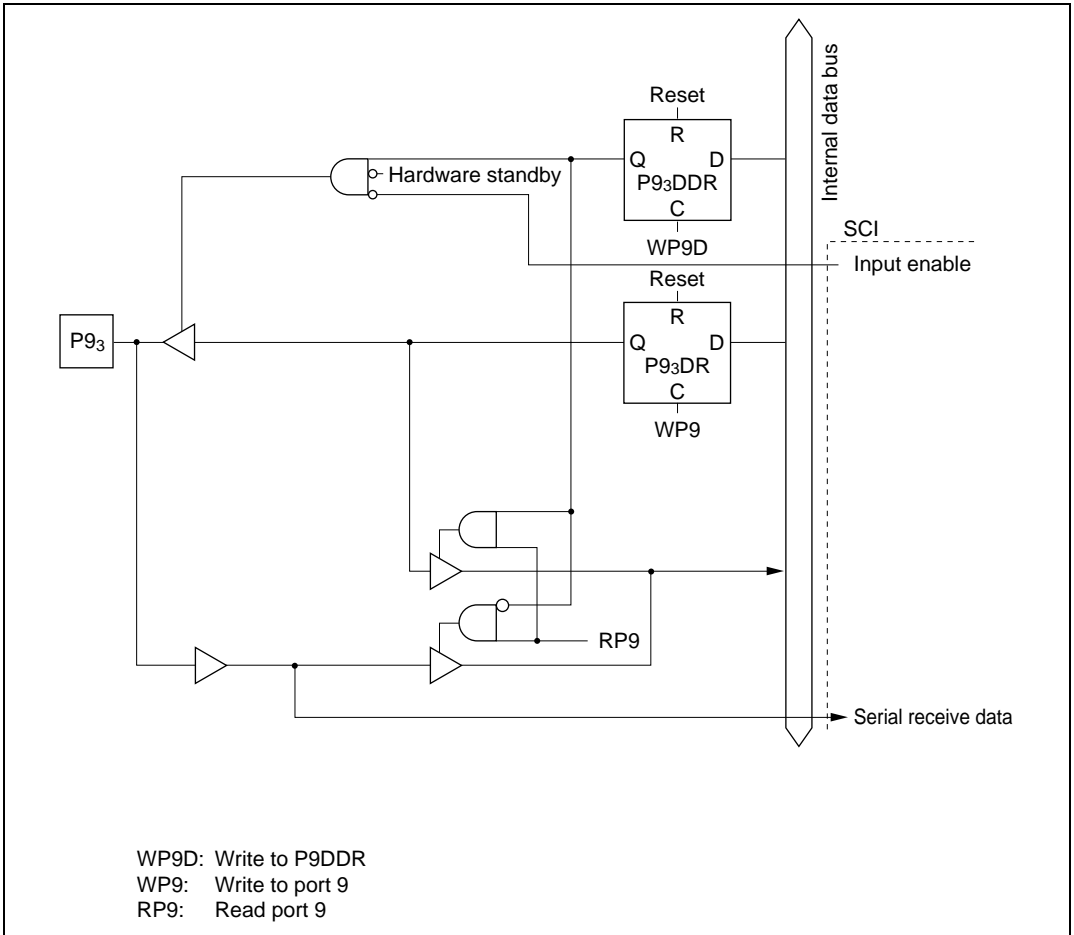 Reset
R
Q D
P9₃DDR
C
WP9D
Hardware standby
Internal data bus
SCI
Input enable
Reset
R
Q D
P9₃DR
C
WP9
P9₃
RP9
Serial receive data
WP9D: Write to P9DDR
WP9: Write to port 9
RP9: Read port 9